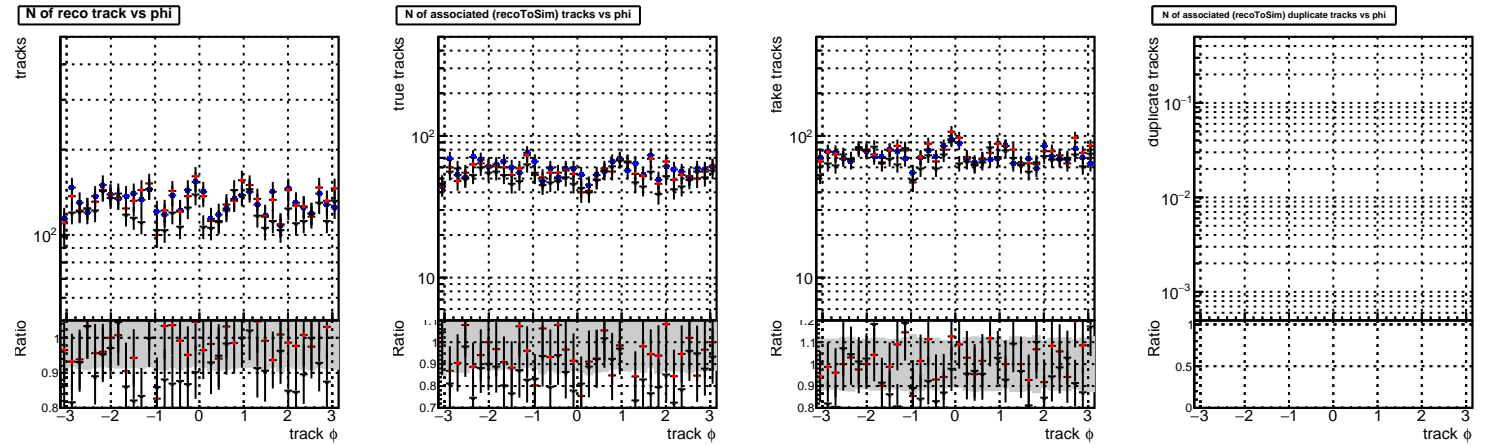 N of reco track vs phi
tracks
10²
Ratio
1
0.9
0.8
−3 −2 −1 0 1 2 3
track ϕ
N of associated (recoToSim) tracks vs phi
true tracks
10²
10
Ratio
1.1
1
0.9
0.8
0.7
−3 −2 −1 0 1 2 3
track ϕ
fake tracks
10²
10
Ratio
1.2
1.1
1
0.9
0.8
−3 −2 −1 0 1 2 3
track ϕ
N of associated (recoToSim) duplicate tracks vs phi
duplicate tracks
10⁻¹
10⁻²
10⁻³
Ratio
1
0.5
0
−3 −2 −1 0 1 2 3
track ϕ